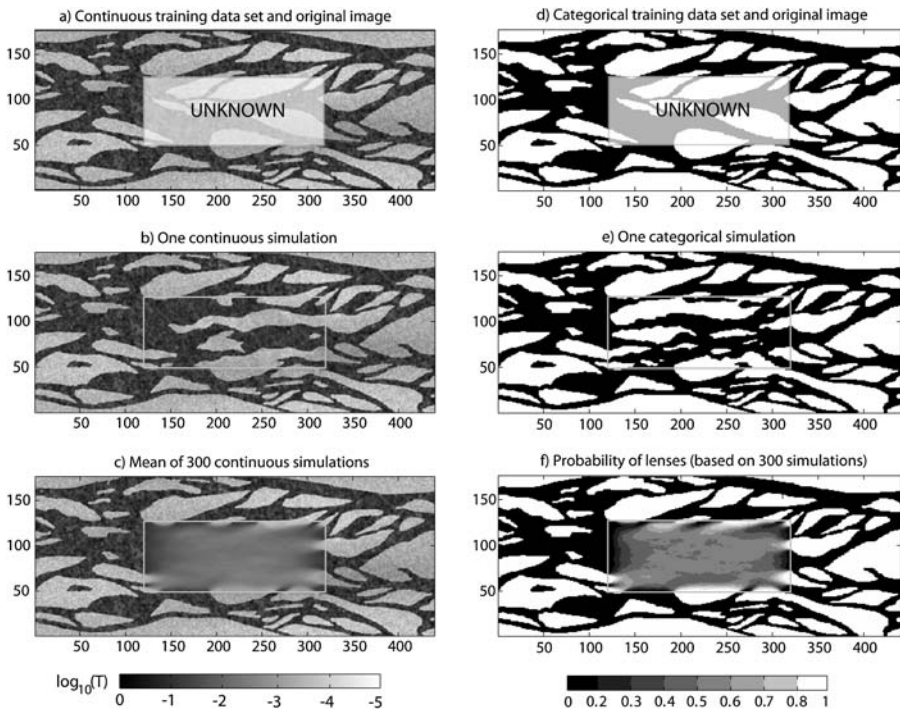 a) Continuous training data set and original image
150
100
50
UNKNOWN
50 100 150 200 250 300 350 400
d) Categorical training data set and original image
150
100
50
UNKNOWN
50 100 150 200 250 300 350 400
b) One continuous simulation
150
100
50
50 100 150 200 250 300 350 400
e) One categorical simulation
150
100
50
50 100 150 200 250 300 350 400
c) Mean of 300 continuous simulations
150
100
50
50 100 150 200 250 300 350 400
f) Probability of lenses (based on 300 simulations)
150
100
50
50 100 150 200 250 300 350 400
log10(T)
0 -1 -2 -3 -4 -5
0 0.2 0.3 0.4 0.5 0.6 0.7 0.8 1